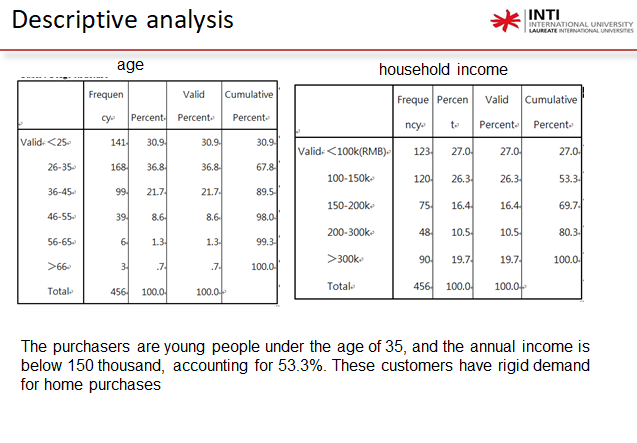 Descriptive analysis
INTI
INTERNATIONAL UNIVERSITY
LAUREATE INTERNATIONAL UNIVERSITIES
age
household income
Frequency Percent Valid Percent Cumulative Percent
Valid <25 141 30.9 30.9 30.9
26-35 168 36.8 36.8 67.8
36-45 99 21.7 21.7 89.5
46-55 39 8.6 8.6 98.0
56-65 6 1.3 1.3 99.3
>66 3 .7 .7 100.0
Total 456 100.0 100.0
Frequency Percent Valid Percent Cumulative Percent
Valid <100k(RMB) 123 27.0 27.0 27.0
100-150k 120 26.3 26.3 53.3
150-200k 75 16.4 16.4 69.7
200-300k 48 10.5 10.5 80.3
>300k 90 19.7 19.7 100.0
Total 456 100.0 100.0
The purchasers are young people under the age of 35, and the annual income is
below 150 thousand, accounting for 53.3%. These customers have rigid demand
for home purchases